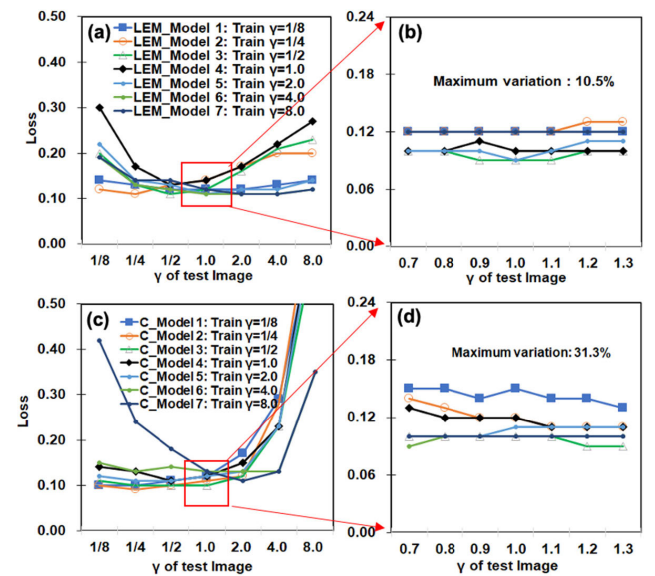 (a)
0.50
0.40
0.30
0.20
0.10
0.00
Loss
LEM_Model 1: Train γ=1/8
LEM_Model 2: Train γ=1/4
LEM_Model 3: Train γ=1/2
LEM_Model 4: Train γ=1.0
LEM_Model 5: Train γ=2.0
LEM_Model 6: Train γ=4.0
LEM_Model 7: Train γ=8.0
1/8 1/4 1/2 1.0 2.0 4.0 8.0
γ of test Image
(b)
0.24
0.18
0.12
0.06
0.00
Maximum variation : 10.5%
0.7 0.8 0.9 1.0 1.1 1.2 1.3
γ of test Image
(c)
0.50
0.40
0.30
0.20
0.10
0.00
Loss
C_Model 1: Train γ=1/8
C_Model 2: Train γ=1/4
C_Model 3: Train γ=1/2
C_Model 4: Train γ=1.0
C_Model 5: Train γ=2.0
C_Model 6: Train γ=4.0
C_Model 7: Train γ=8.0
1/8 1/4 1/2 1.0 2.0 4.0 8.0
γ of test Image
(d)
0.24
0.18
0.12
0.06
0.00
Maximum variation: 31.3%
0.7 0.8 0.9 1.0 1.1 1.2 1.3
γ of test Image